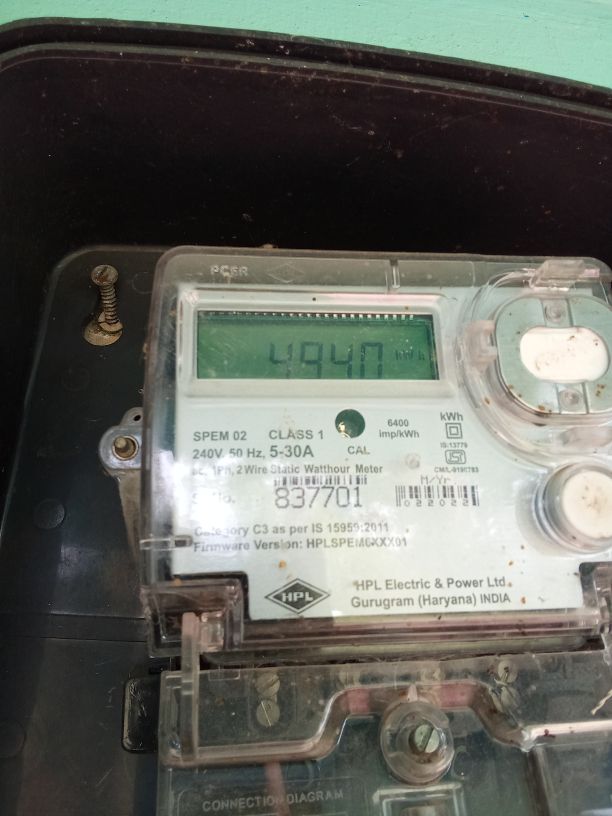 4940 kWh
kWh
6400
imp/kWh
SPEM 02 CLASS 1
240V, 50 Hz, 5-30A CAL
IS:13779
ac, 1Ph, 2 Wire Static Watthour Meter
M/Yr
837701
022022
Category C3 as per IS 15959:2011
Firmware Version:
HPL
HPL Electric & Power Ltd.
Gurugram (Haryana) INDIA
CONNECTION DIAGRAM